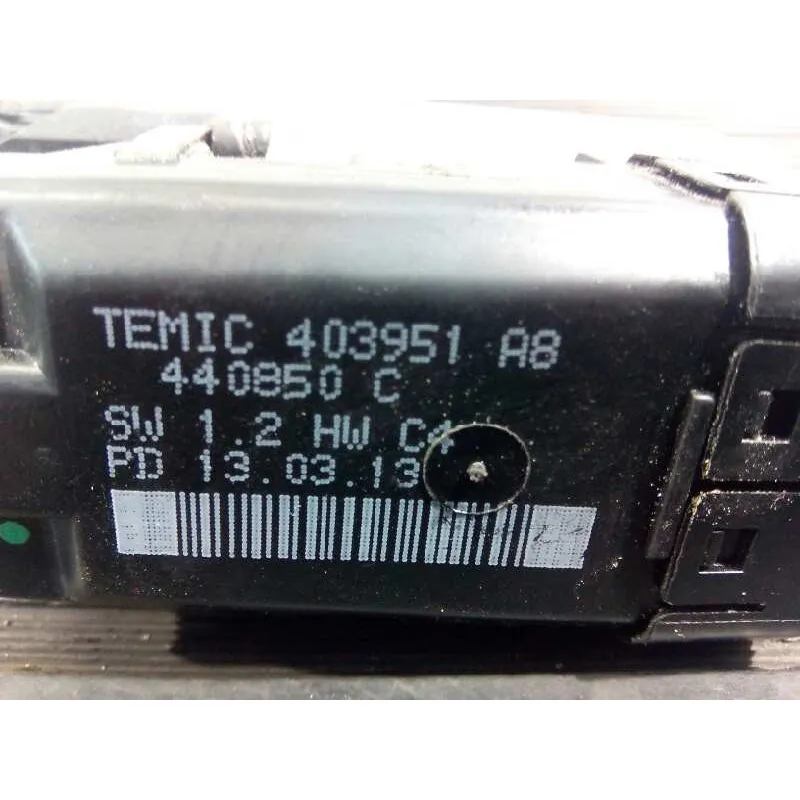 TEMIC 403951 A8
440850 C
SW 1.2 HW C4
PD 13.03.13